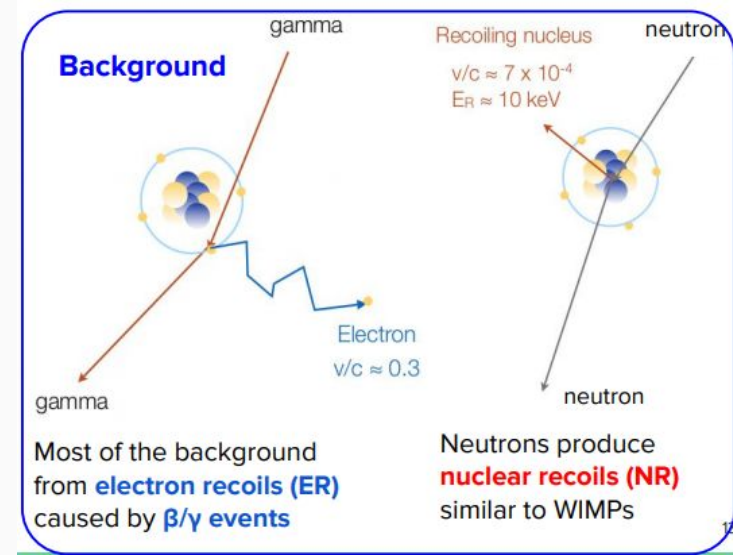 Background
gamma
gamma
Electron
v/c ≈ 0.3
Most of the background
from electron recoils (ER)
caused by β/γ events
Recoiling nucleus
v/c ≈ 7 x 10⁻⁴
ER ≈ 10 keV
neutron
neutron
Neutrons produce
nuclear recoils (NR)
similar to WIMPs